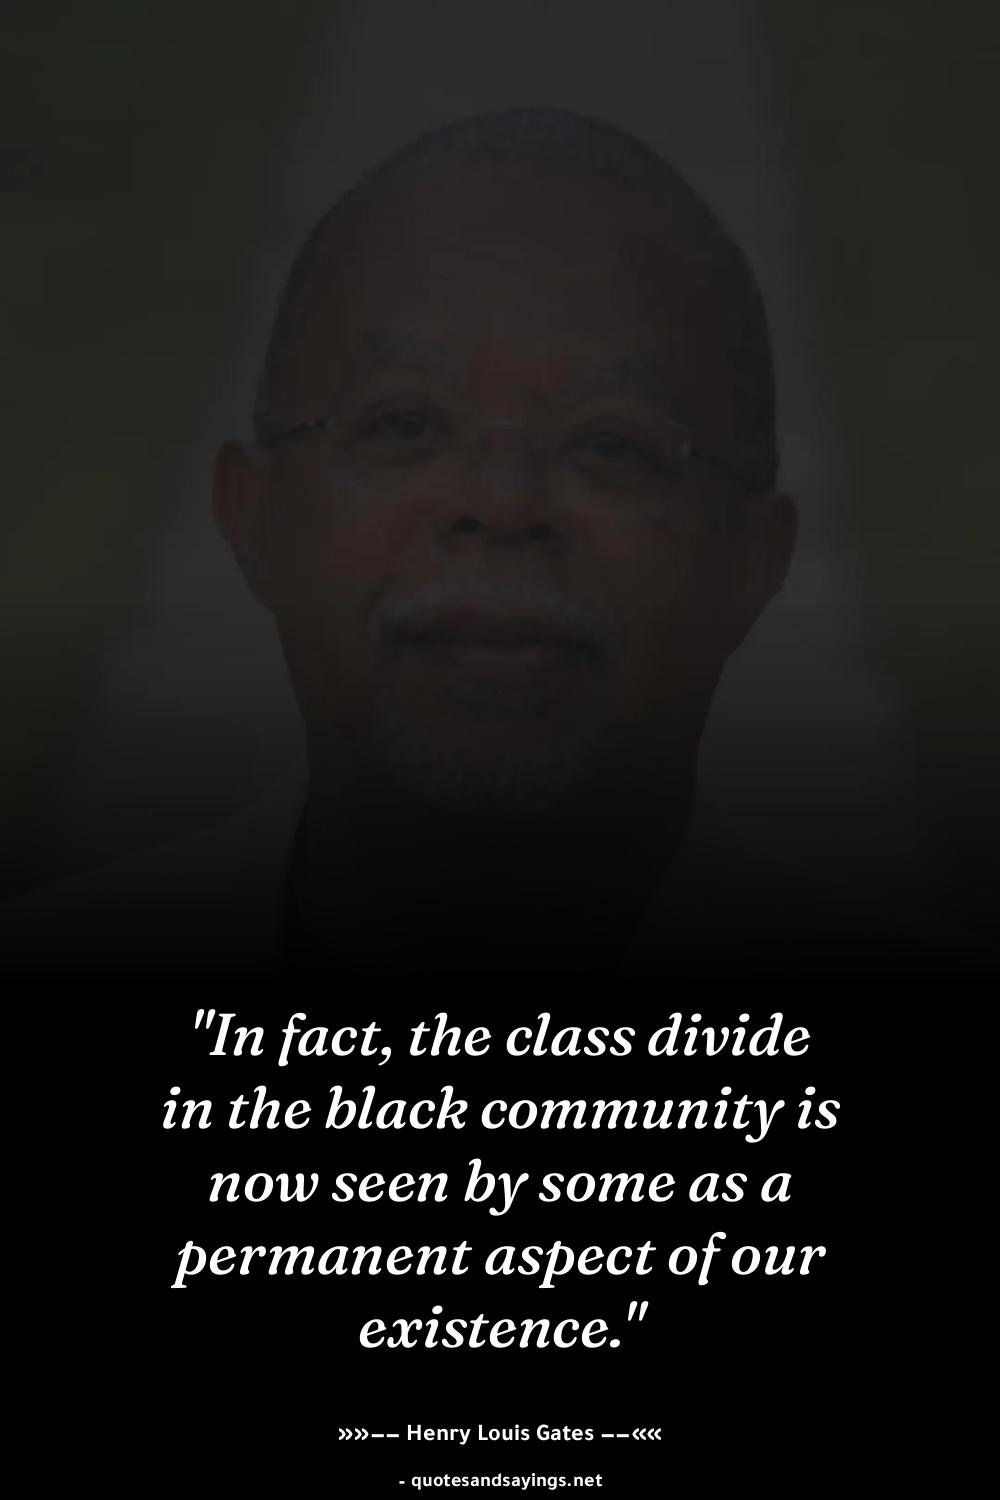 "In fact, the class divide
in the black community is
now seen by some as a
permanent aspect of our
existence."
»»–– Henry Louis Gates ––««
- quotesandsayings.net